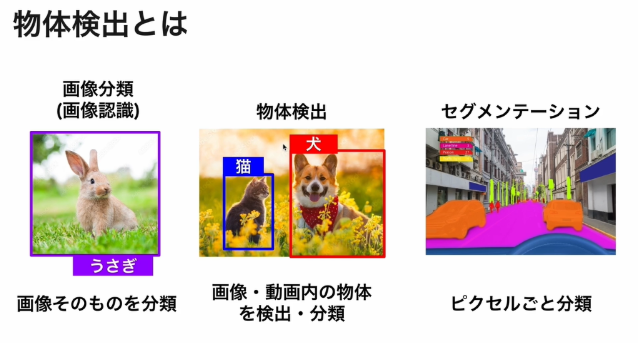 物体検出とは
画像分類
(画像認識)
物体検出
セグメンテーション
うさぎ
猫
犬
画像そのものを分類
画像・動画内の物体
を検出・分類
ピクセルごと分類